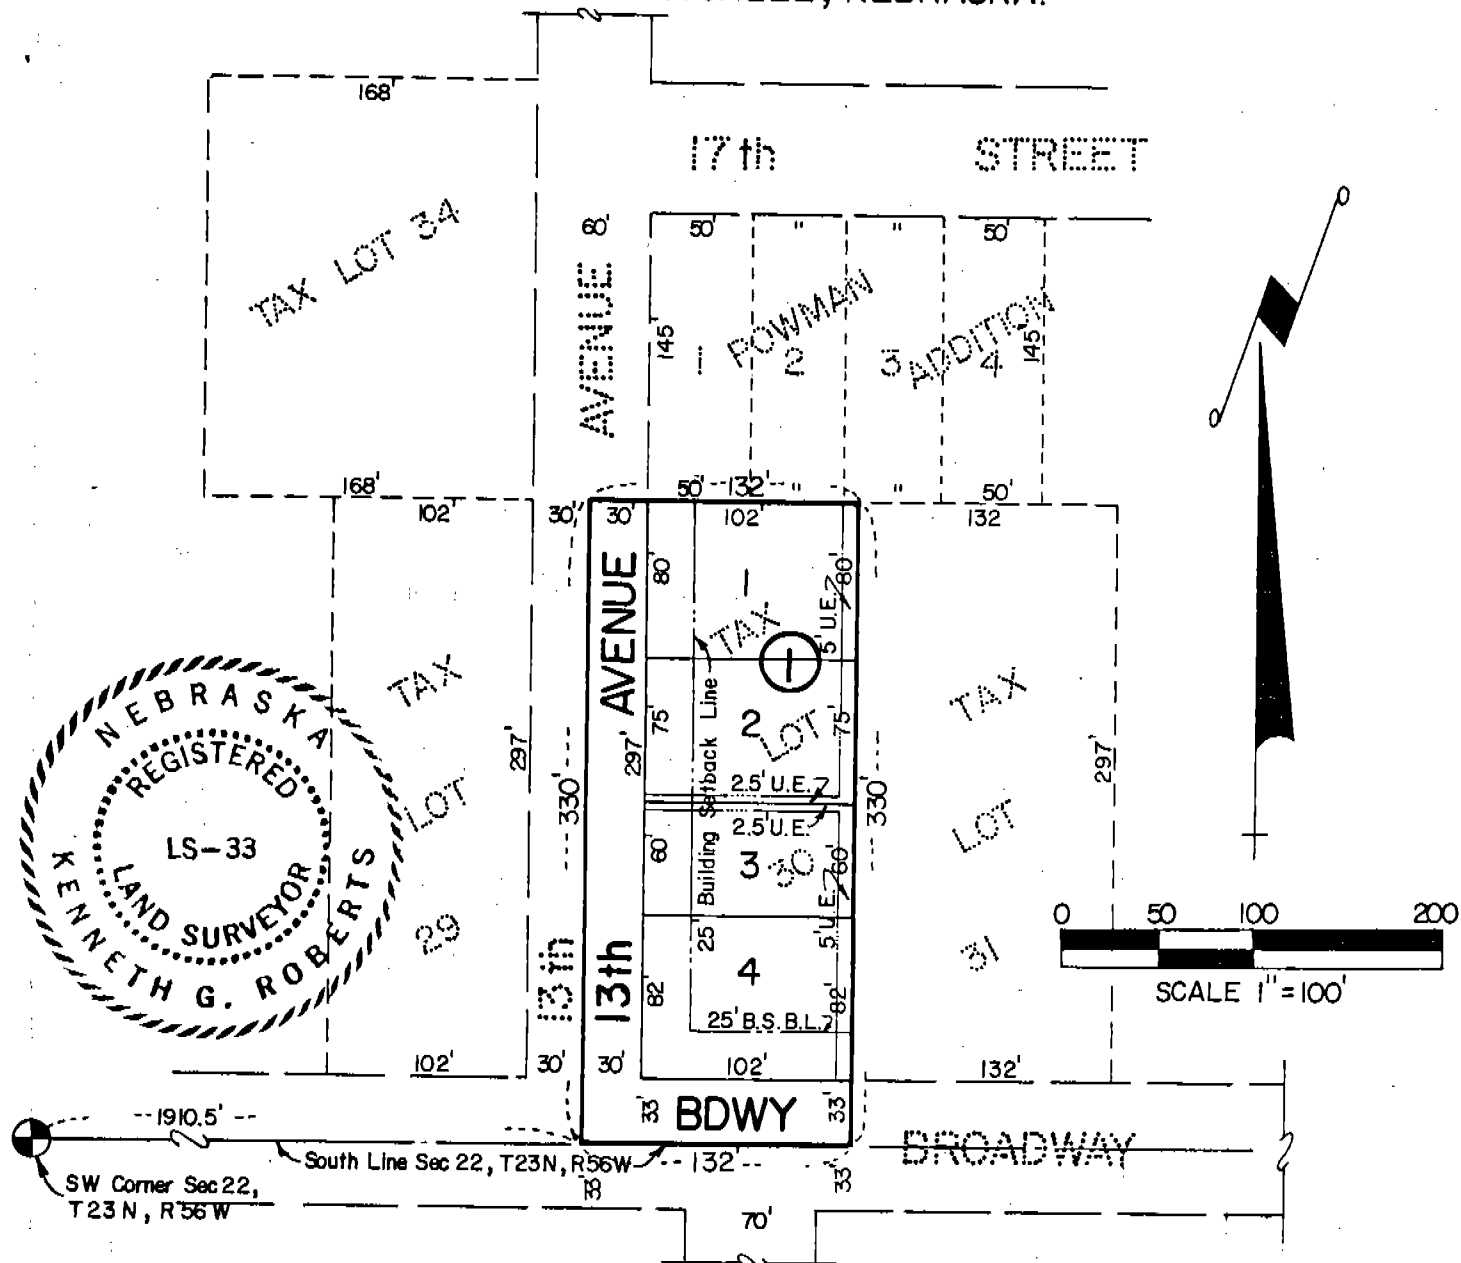 NEBRASKA.
168'
17th STREET
TAX LOT 34
60'
50' " " 50'
AVENUE
145'
POWMAN ADDITION
145'
1 2 3 4
168'
50' 132' " " 50'
102'
30' 30'
102'
132
80'
1
5' U.E.
80'
AVENUE
TAX
1
TAX
TAX
Building Setback Line
75'
2
75'
LOT
297'
330'
297'
330'
297'
2.5' U.E.
2.5' U.E.
LOT
LOT
60'
3
30
60'
5' U.E.
29
31
25'
4
13th
13th
82'
82'
25' B.S.B.L.
NEBRASKA
REGISTERED
LS-33
LAND SURVEYOR
KENNETH G. ROBERTS
0 50 100 200
SCALE 1"=100'
102'
30' 30'
102'
132'
33' BDWY 33'
BROADWAY
1910.5'
South Line Sec 22, T23N, R56W
132'
33'
33'
SW Corner Sec 22,
T23N, R56W
70'